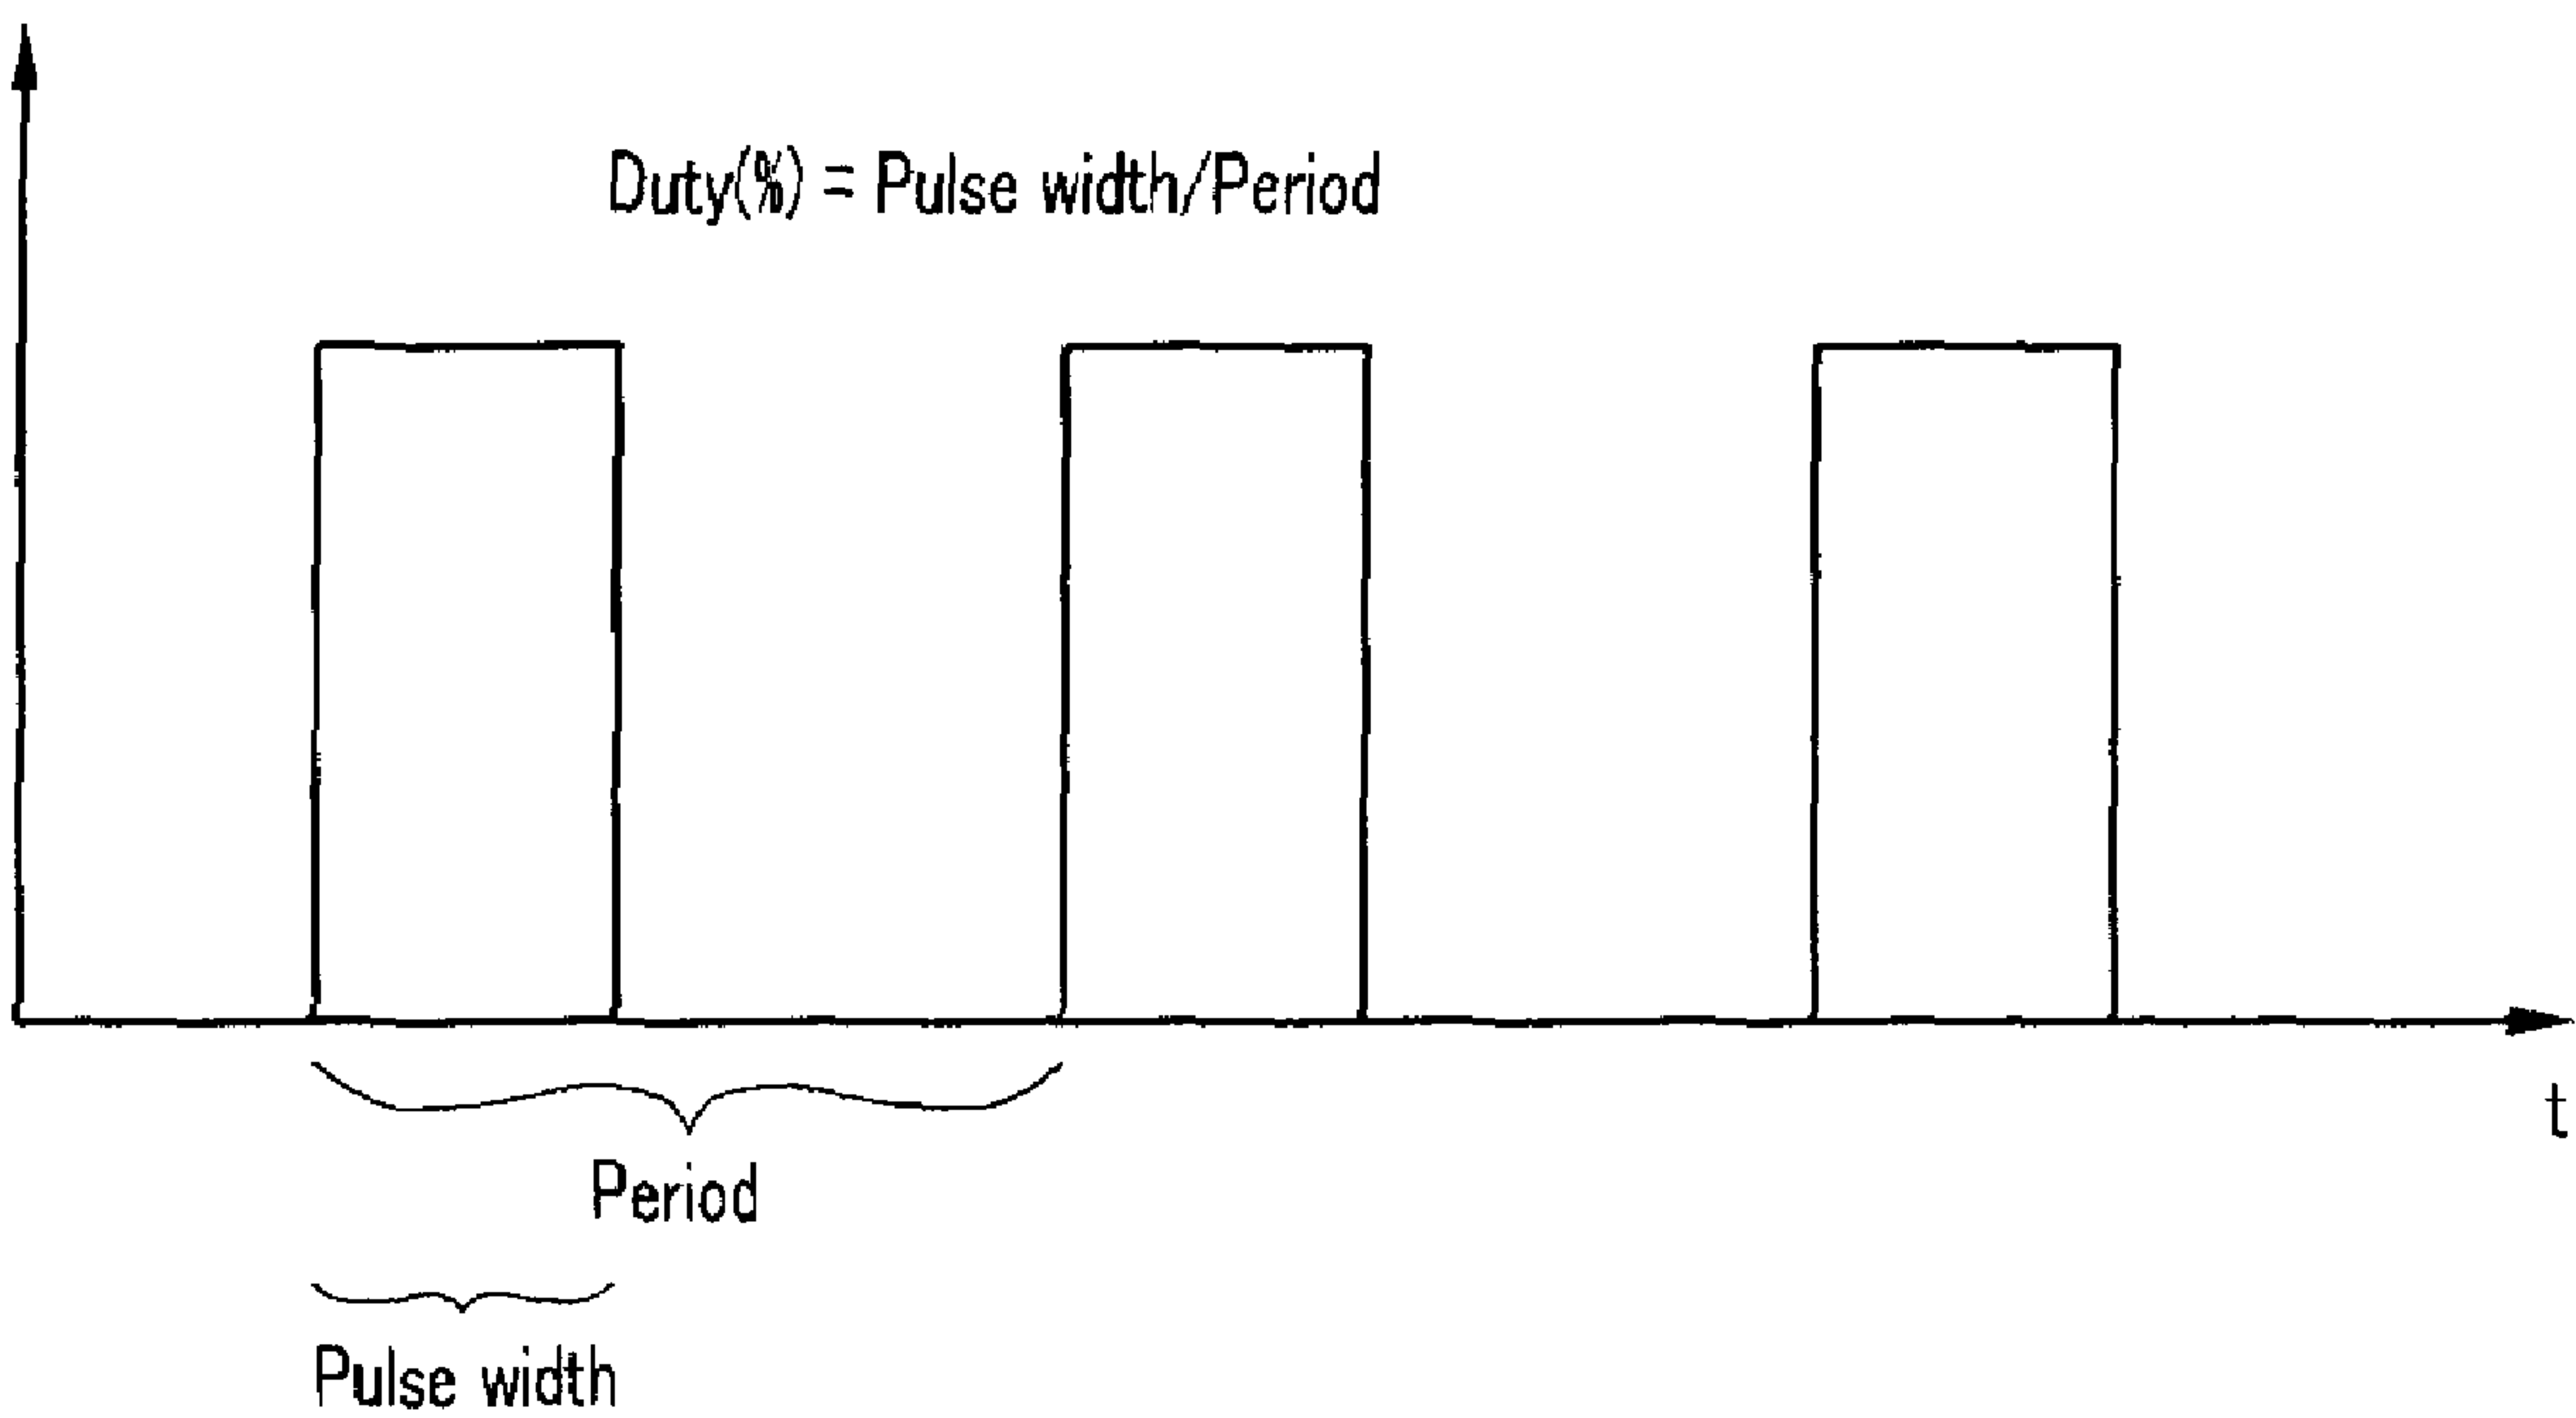 Duty(%) = Pulse width/Period
t
Period
Pulse width